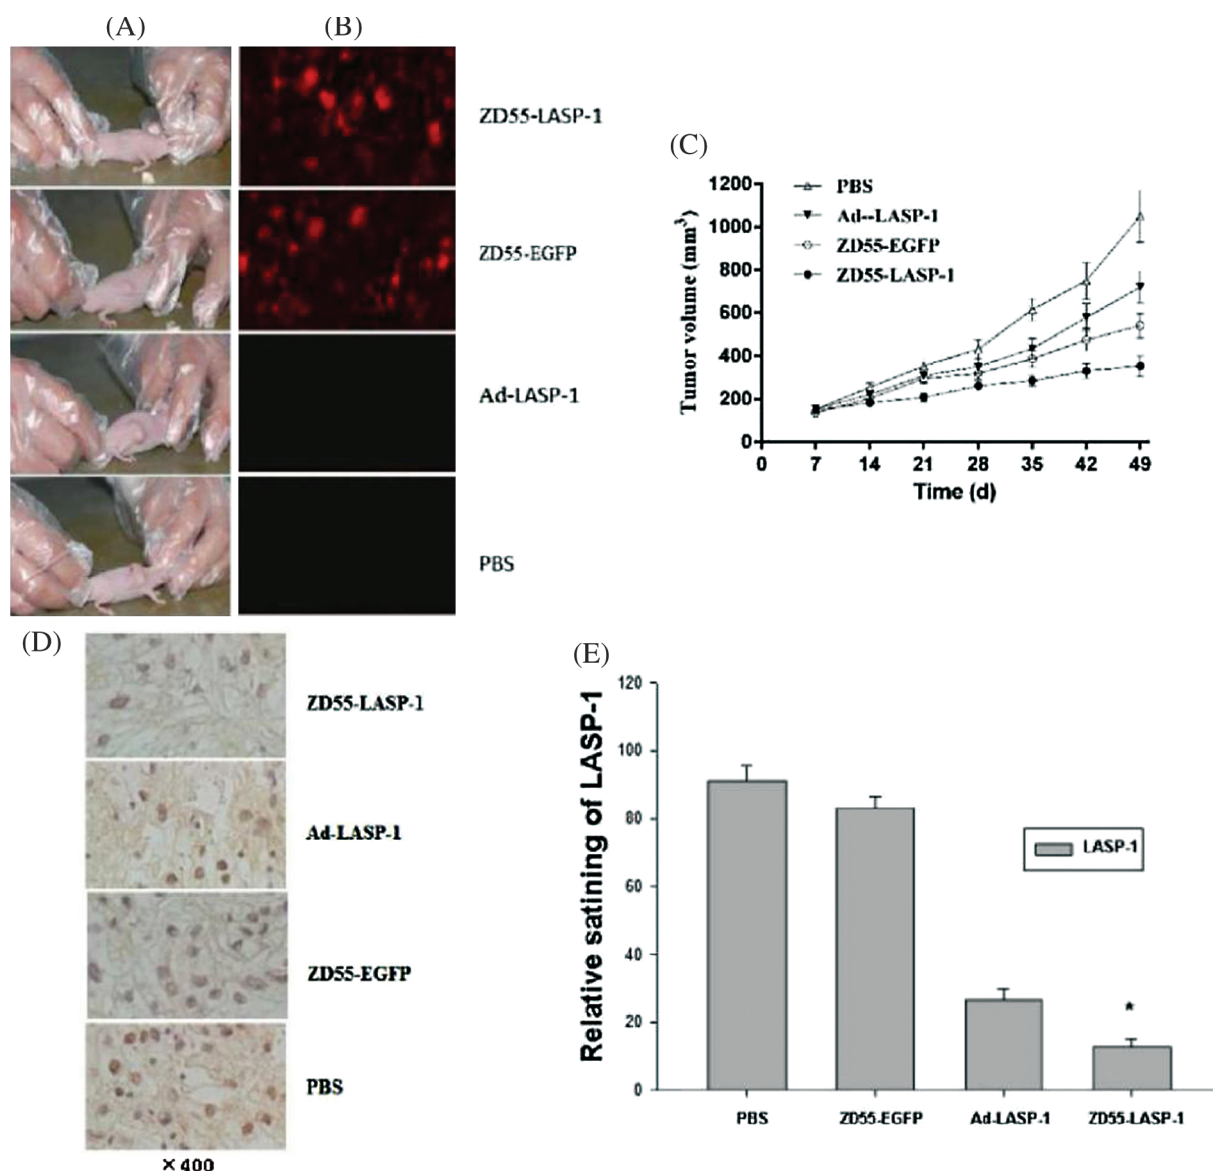 (A)
(B)
ZD55-LASP-1
ZD55-EGFP
Ad-LASP-1
PBS
(C)
1200
1000
800
600
400
200
0
Tumor volume (mm³)
PBS
Ad--LASP-1
ZD55-EGFP
ZD55-LASP-1
0 7 14 21 28 35 42 49
Time (d)
(D)
ZD55-LASP-1
Ad-LASP-1
ZD55-EGFP
PBS
×400
(E)
Relative satining of LASP-1
120
100
80
60
40
20
0
LASP-1
*
PBS ZD55-EGFP Ad-LASP-1 ZD55-LASP-1